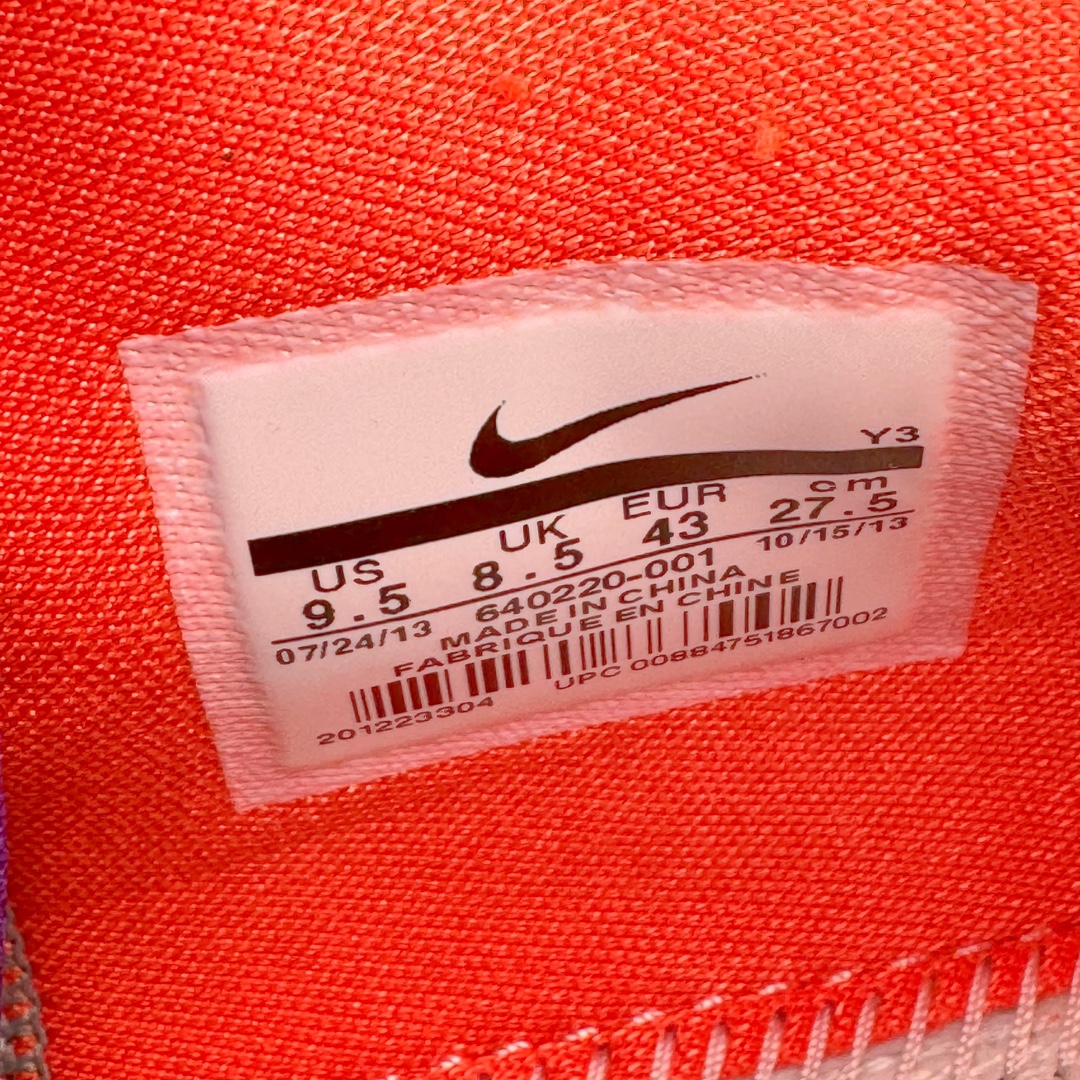 Y3
US UK EUR cm
9.5 8.5 43 27.5
07/24/13 640220-001 10/15/13
MADE IN CHINA
FABRIQUE EN CHINE
201223304 UPC 00884751867002